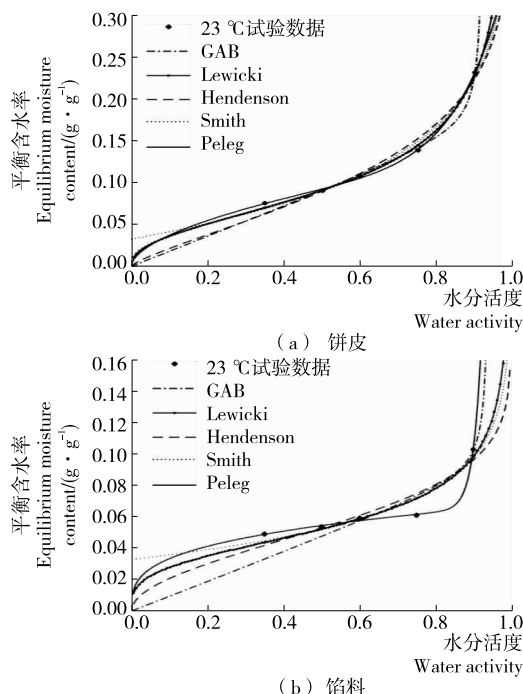 平衡含水率
Equilibrium moisture
content/(g·g⁻¹)
0.30
0.20
0.15
0.10
0.05
0.00
23 ℃试验数据
GAB
Lewicki
Hendenson
Smith
Peleg
0.0 0.2 0.4 0.6 0.8 1.0
水分活度
Water activity
(a) 饼皮
平衡含水率
Equilibrium moisture
content/(g·g⁻¹)
0.16
0.14
0.12
0.10
0.08
0.06
0.04
0.02
0.00
23 ℃试验数据
GAB
Lewicki
Hendenson
Smith
Peleg
0.0 0.2 0.4 0.6 0.8 1.0
水分活度
Water activity
(b) 馅料